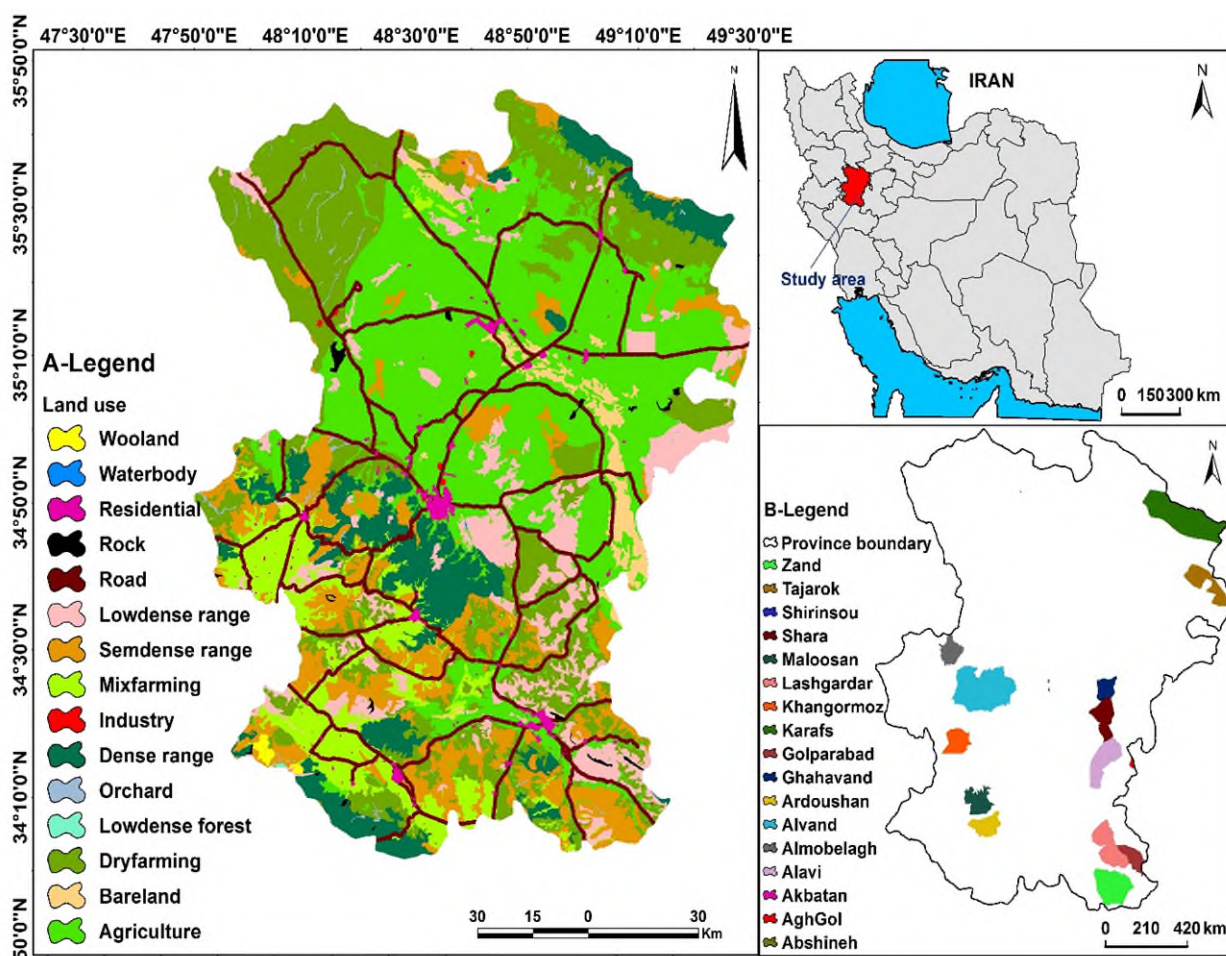 47°30'0"E 47°50'0"E 48°10'0"E 48°30'0"E 48°50'0"E 49°10'0"E 49°30'0"E
35°50'0"N
35°30'0"N
35°10'0"N
34°50'0"N
34°30'0"N
34°10'0"N
50'0"N
N
A-Legend
Land use
Wooland
Waterbody
Residential
Rock
Road
Lowdense range
Semdense range
Mixfarming
Industry
Dense range
Orchard
Lowdense forest
Dryfarming
Bareland
Agriculture
30 15 0 30
Km
IRAN
N
Study area
0 150 300 km
N
B-Legend
Province boundary
Zand
Tajarok
Shirinsou
Shara
Maloosan
Lashgardar
Khangormoz
Karafs
Golparabad
Ghahavand
Ardoushan
Alvand
Almobelagh
Alavi
Akbatan
AghGol
Abshineh
0 210 420 km